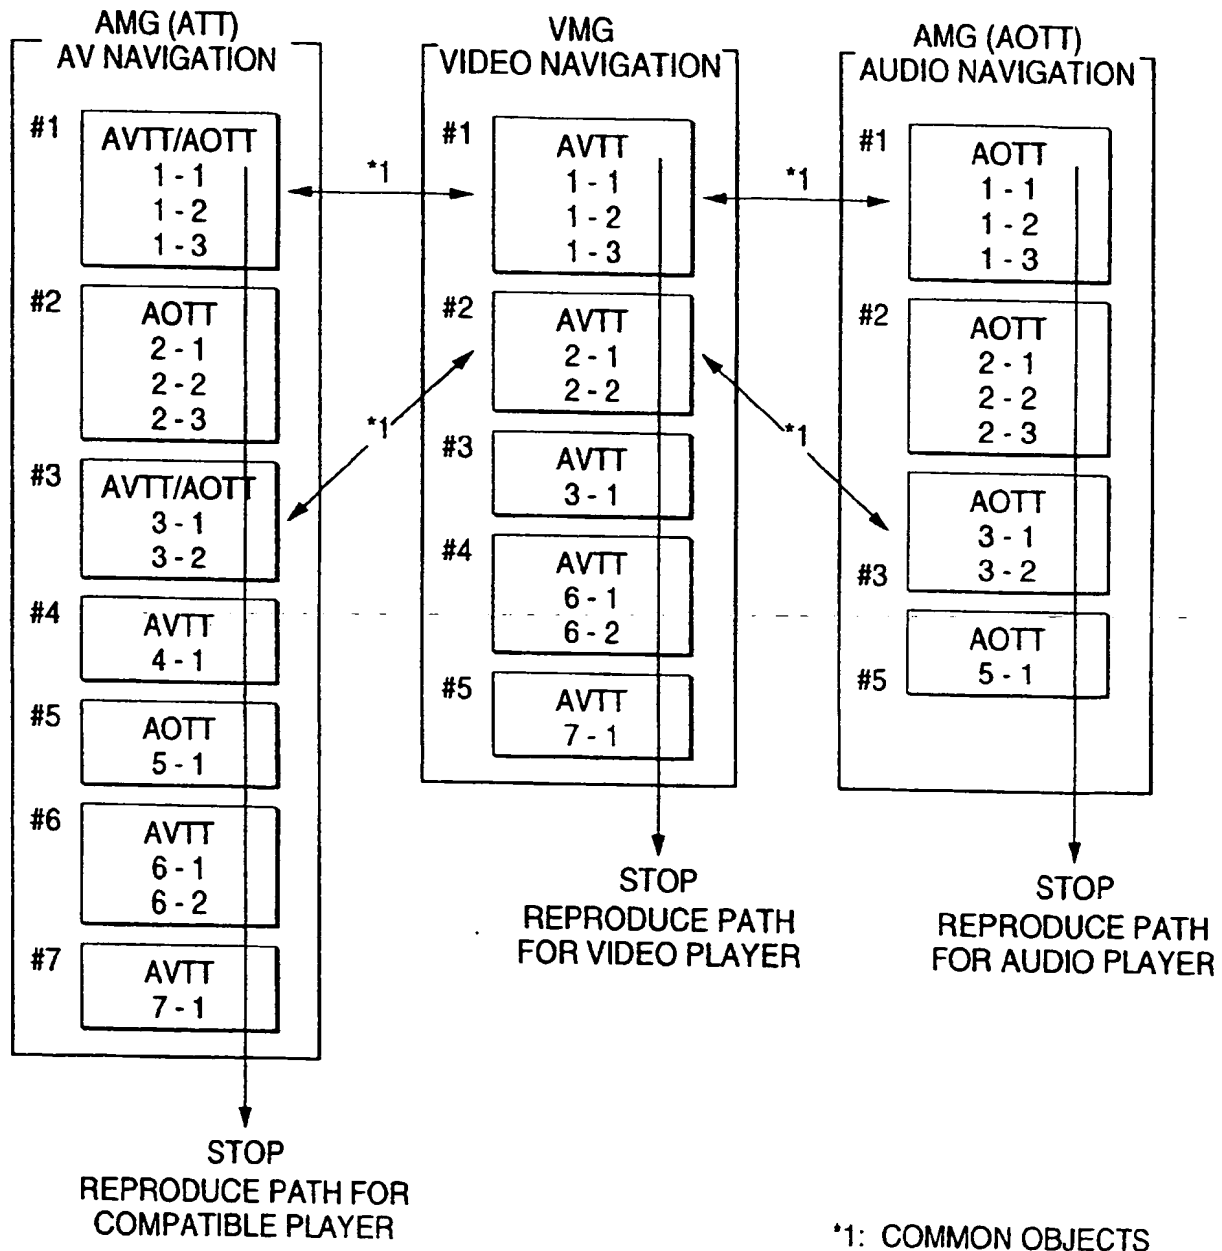 AMG (ATT)
AV NAVIGATION
#1
AVTT/AOTT
1 - 1
1 - 2
1 - 3
#2
AOTT
2 - 1
2 - 2
2 - 3
#3
AVTT/AOTT
3 - 1
3 - 2
#4
AVTT
4 - 1
#5
AOTT
5 - 1
#6
AVTT
6 - 1
6 - 2
#7
AVTT
7 - 1
STOP
REPRODUCE PATH FOR
COMPATIBLE PLAYER
*1
*1
VMG
VIDEO NAVIGATION
#1
AVTT
1 - 1
1 - 2
1 - 3
#2
AVTT
2 - 1
2 - 2
#3
AVTT
3 - 1
#4
AVTT
6 - 1
6 - 2
#5
AVTT
7 - 1
STOP
REPRODUCE PATH
FOR VIDEO PLAYER
*1
*1
AMG (AOTT)
AUDIO NAVIGATION
#1
AOTT
1 - 1
1 - 2
1 - 3
#2
AOTT
2 - 1
2 - 2
2 - 3
#3
AOTT
3 - 1
3 - 2
#5
AOTT
5 - 1
STOP
REPRODUCE PATH
FOR AUDIO PLAYER
*1: COMMON OBJECTS